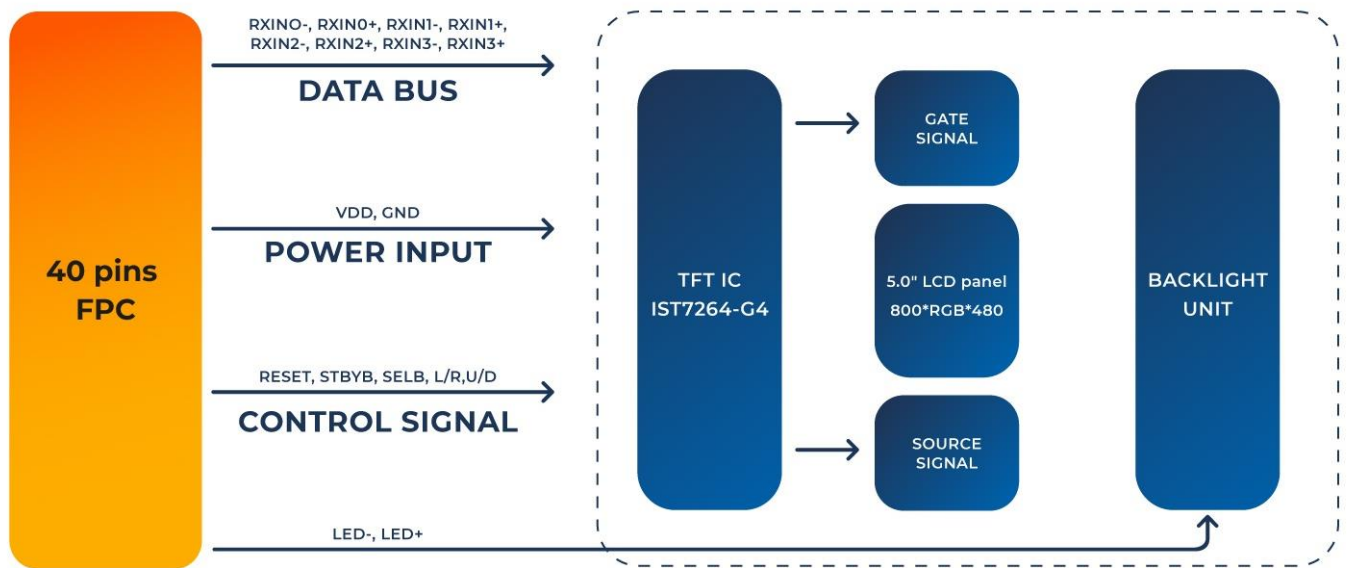 RXINO-, RXIN0+, RXIN1-, RXIN1+,
RXIN2-, RXIN2+, RXIN3-, RXIN3+
DATA BUS
VDD, GND
POWER INPUT
40 pins
FPC
RESET, STBYB, SELB, L/R,U/D
CONTROL SIGNAL
LED-, LED+
TFT IC
IST7264-G4
GATE
SIGNAL
5.0" LCD panel
800*RGB*480
SOURCE
SIGNAL
BACKLIGHT
UNIT